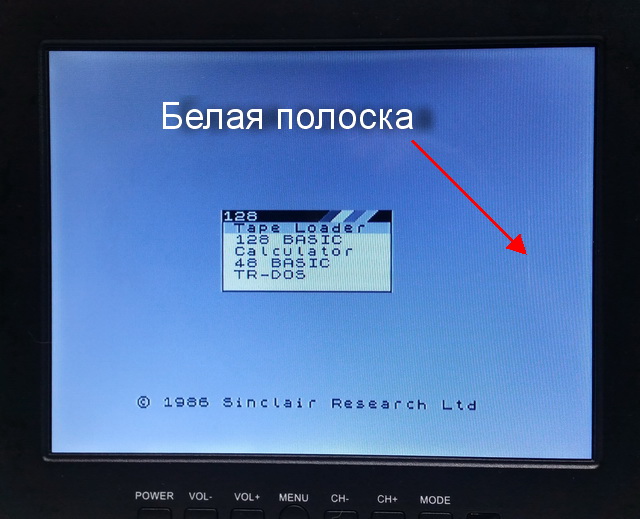 Белая полоска
128
Tape Loader
128 BASIC
Calculator
48 BASIC
TR-DOS
© 1986 Sinclair Research Ltd
POWER VOL- VOL+ MENU CH- CH+ MODE